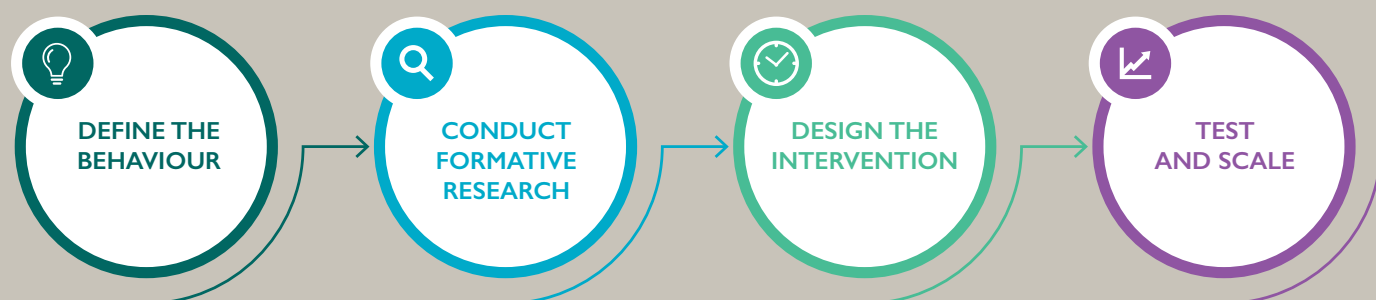 DEFINE THE
BEHAVIOUR
CONDUCT
FORMATIVE
RESEARCH
DESIGN THE
INTERVENTION
TEST
AND SCALE